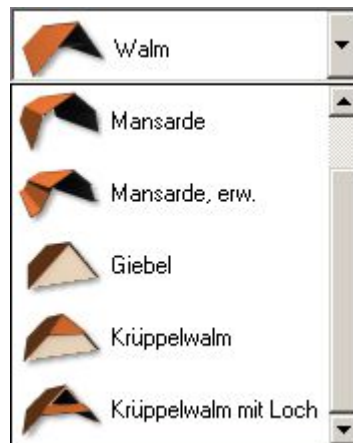 Walm
Mansarde
Mansarde, erw.
Giebel
Krüppelwalm
Krüppelwalm mit Loch